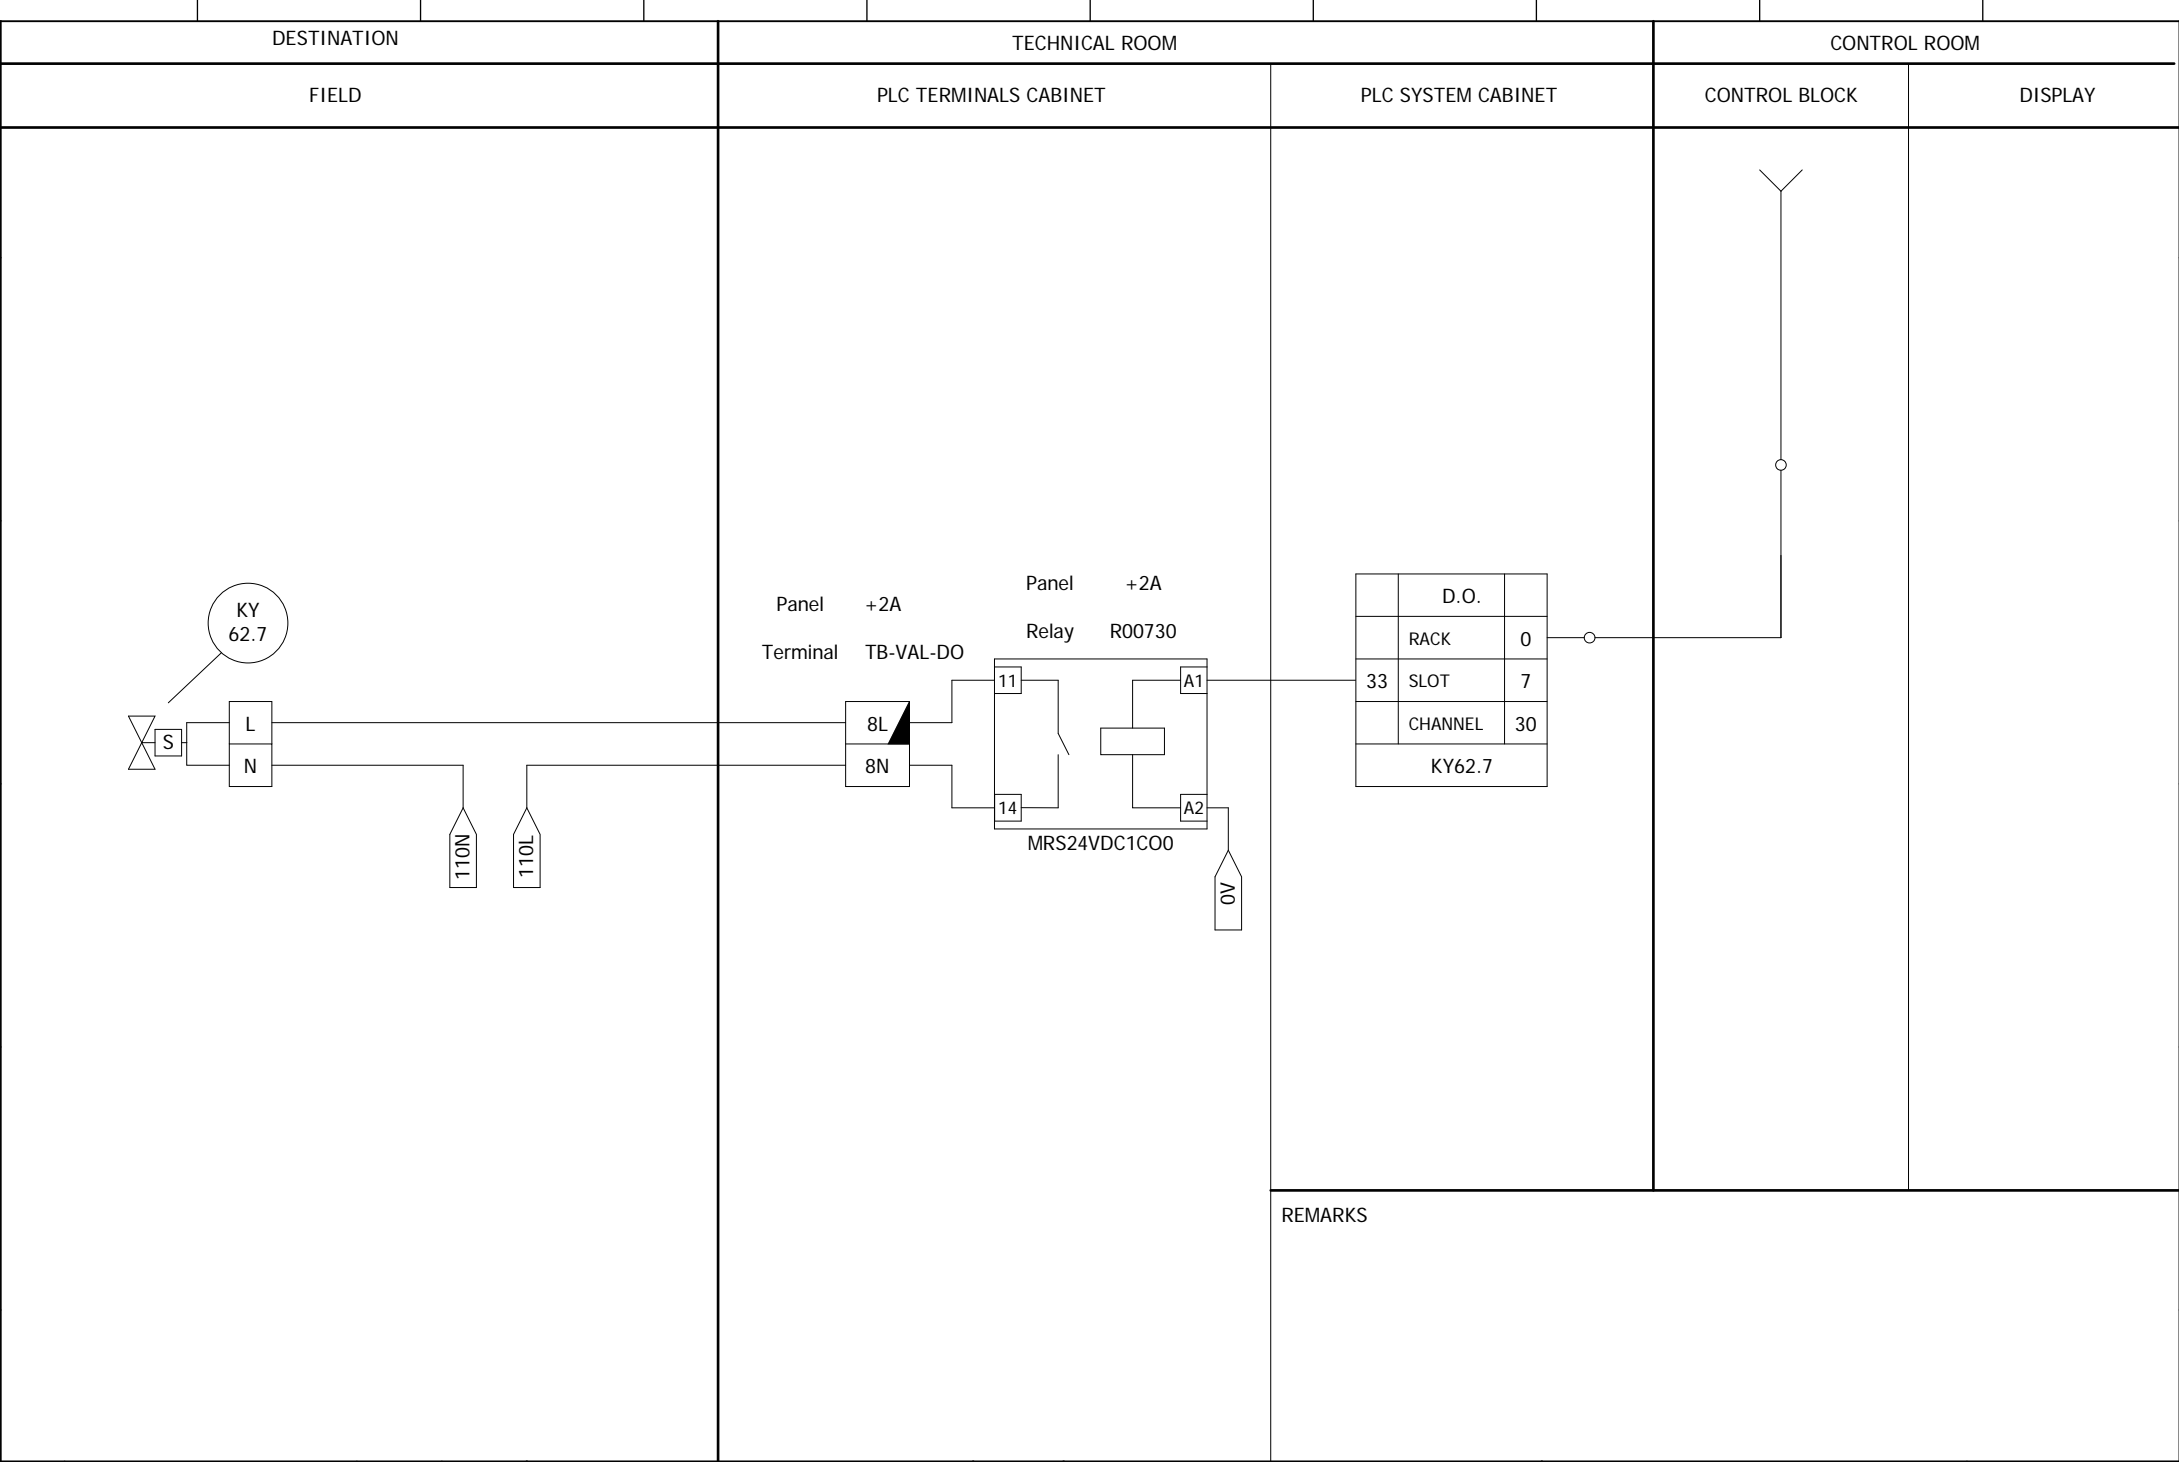 DESTINATION
TECHNICAL ROOM
CONTROL ROOM
FIELD
PLC TERMINALS CABINET
PLC SYSTEM CABINET
CONTROL BLOCK
DISPLAY
KY
62.7
S
L
N
110N
110L
Panel +2A
Terminal TB-VAL-DO
8L
8N
Panel +2A
Relay R00730
11
14
A1
A2
MRS24VDC1CO0
0V
D.O.
RACK 0
33 SLOT 7
CHANNEL 30
KY62.7
REMARKS